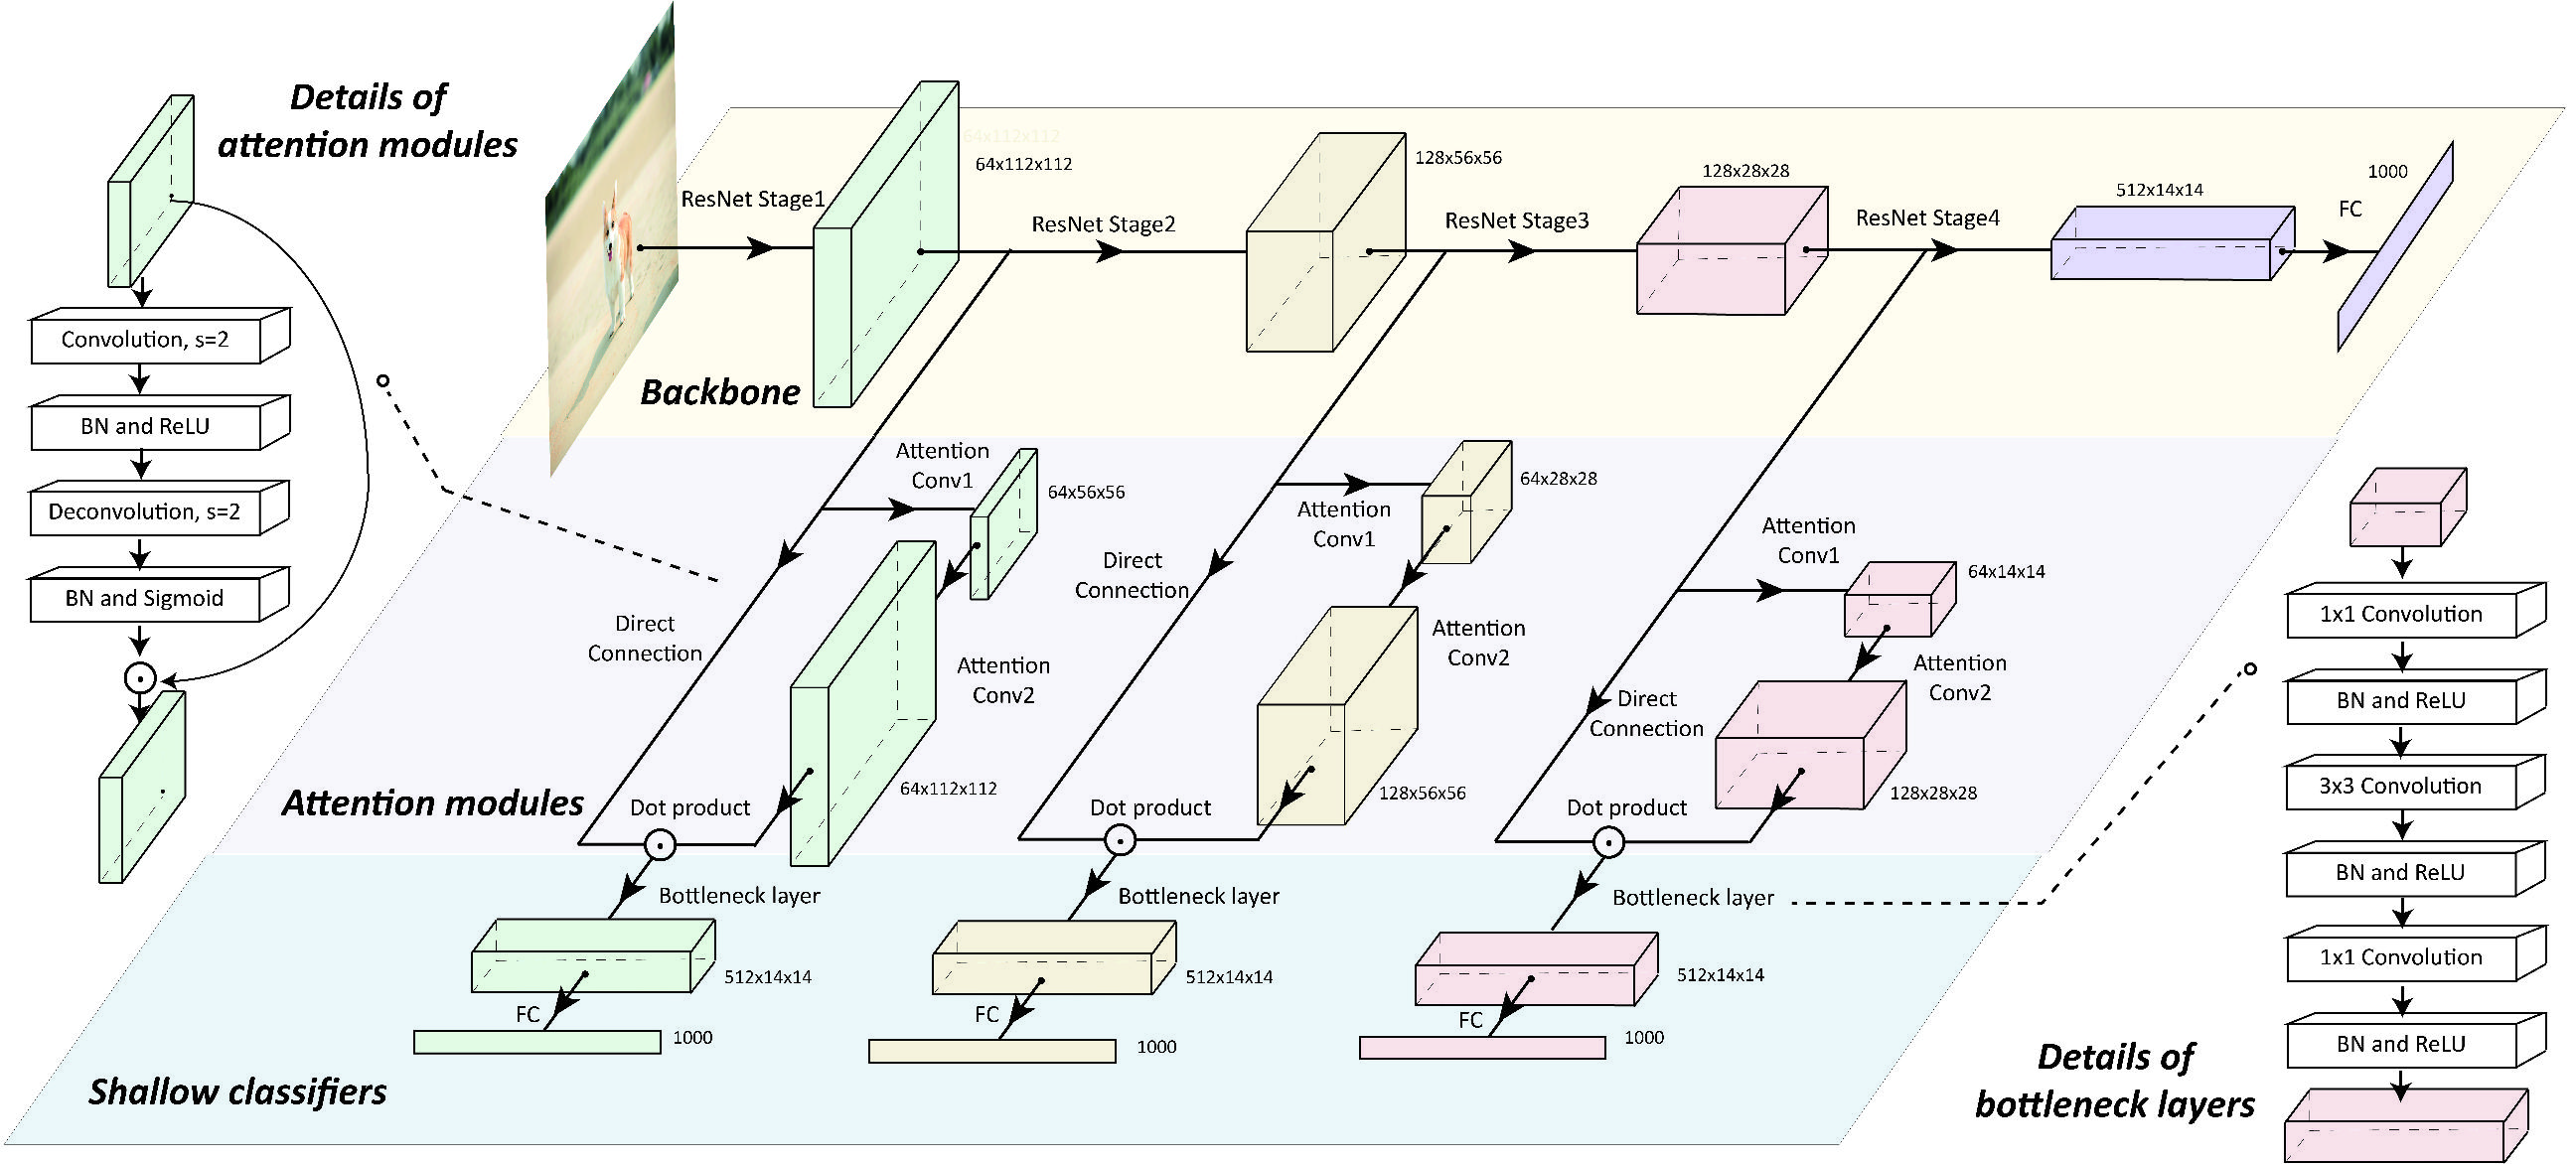 Details of
attention modules
Convolution, s=2
BN and ReLU
Deconvolution, s=2
BN and Sigmoid
ResNet Stage1
64x112x112
64x112x112
ResNet Stage2
128x56x56
ResNet Stage3
128x28x28
ResNet Stage4
512x14x14
FC
1000
Backbone
Attention
Conv1
64x56x56
Direct
Connection
Attention
Conv2
64x112x112
Dot product
Attention
Conv1
64x28x28
Direct
Connection
Attention
Conv2
128x56x56
Dot product
Attention
Conv1
64x14x14
Direct
Connection
Attention
Conv2
128x28x28
Dot product
Attention modules
Bottleneck layer
512x14x14
FC
1000
Bottleneck layer
512x14x14
FC
1000
Bottleneck layer
512x14x14
FC
1000
Shallow classifiers
1x1 Convolution
BN and ReLU
3x3 Convolution
BN and ReLU
1x1 Convolution
BN and ReLU
Details of
bottleneck layers